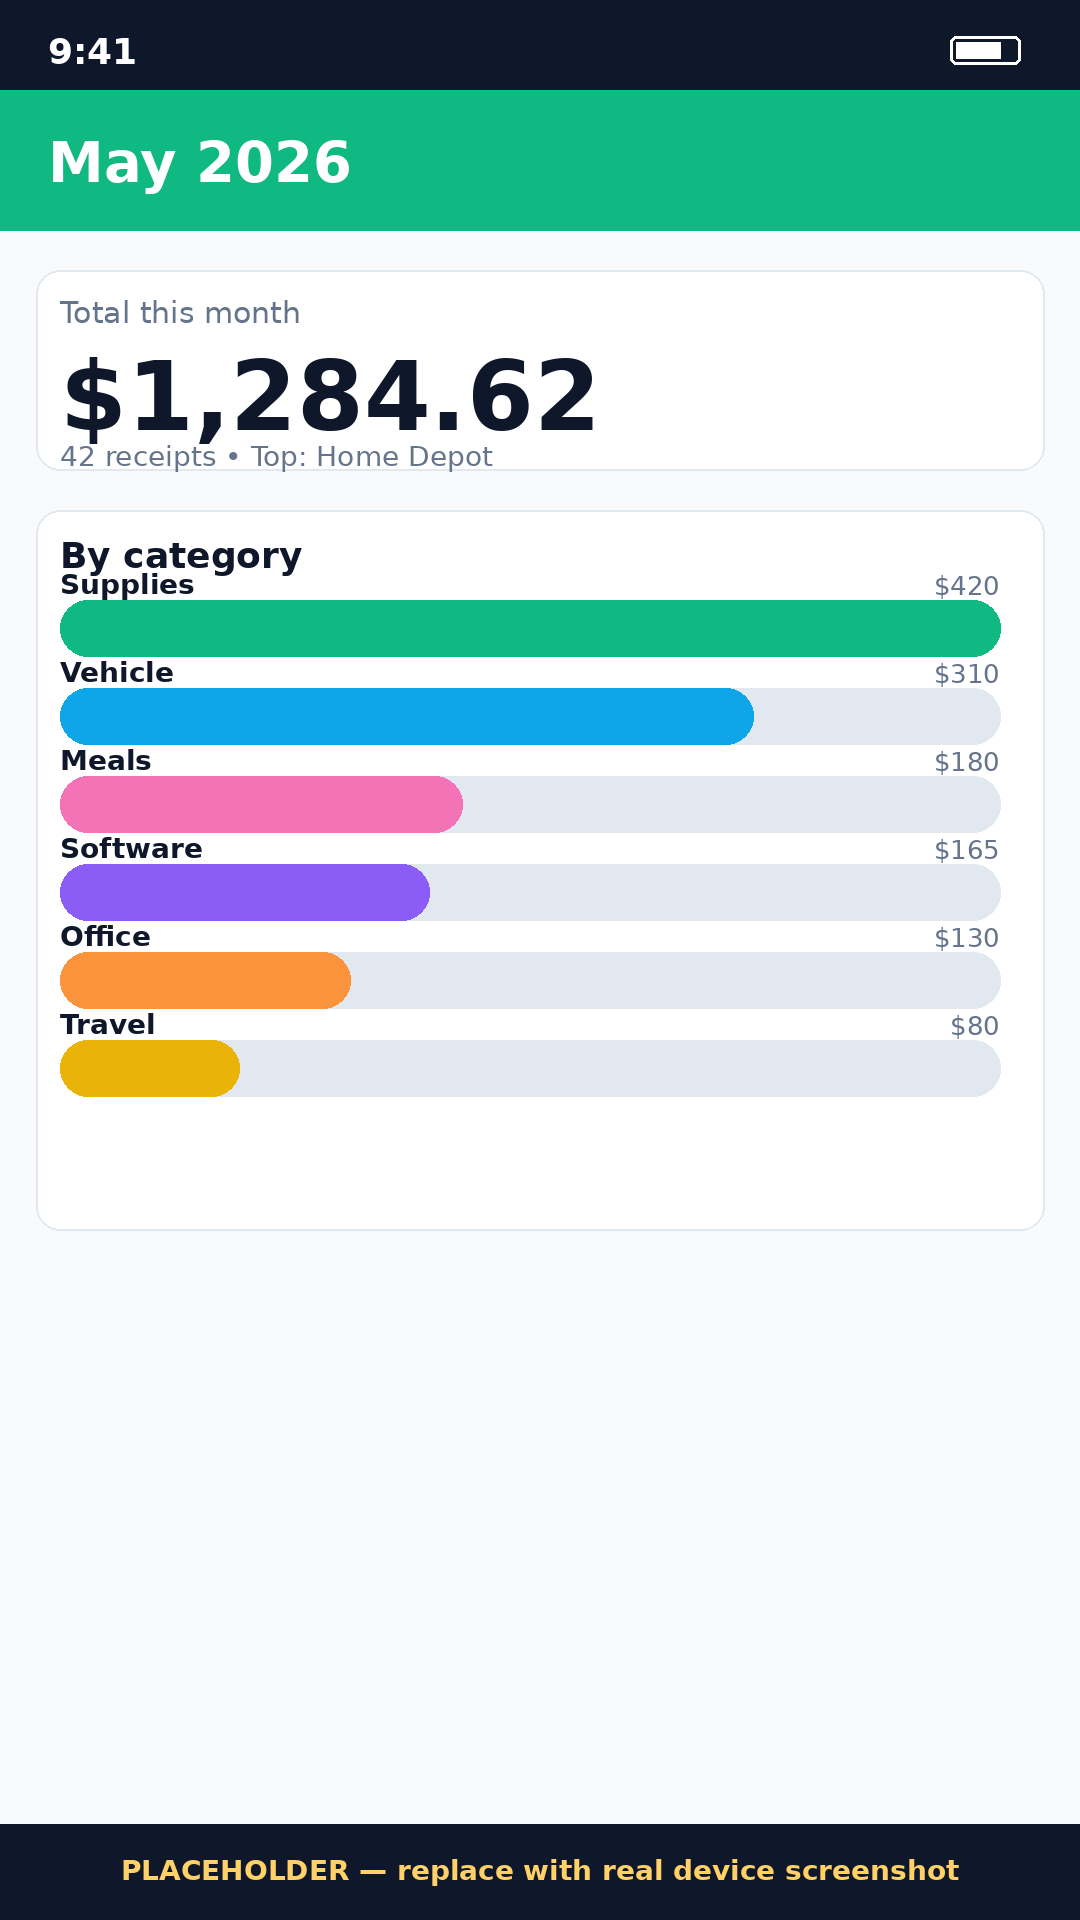 9:41
May 2026
Total this month
$1,284.62
42 receipts • Top: Home Depot
By category
Supplies $420
Vehicle $310
Meals $180
Software $165
Office $130
Travel $80
PLACEHOLDER — replace with real device screenshot